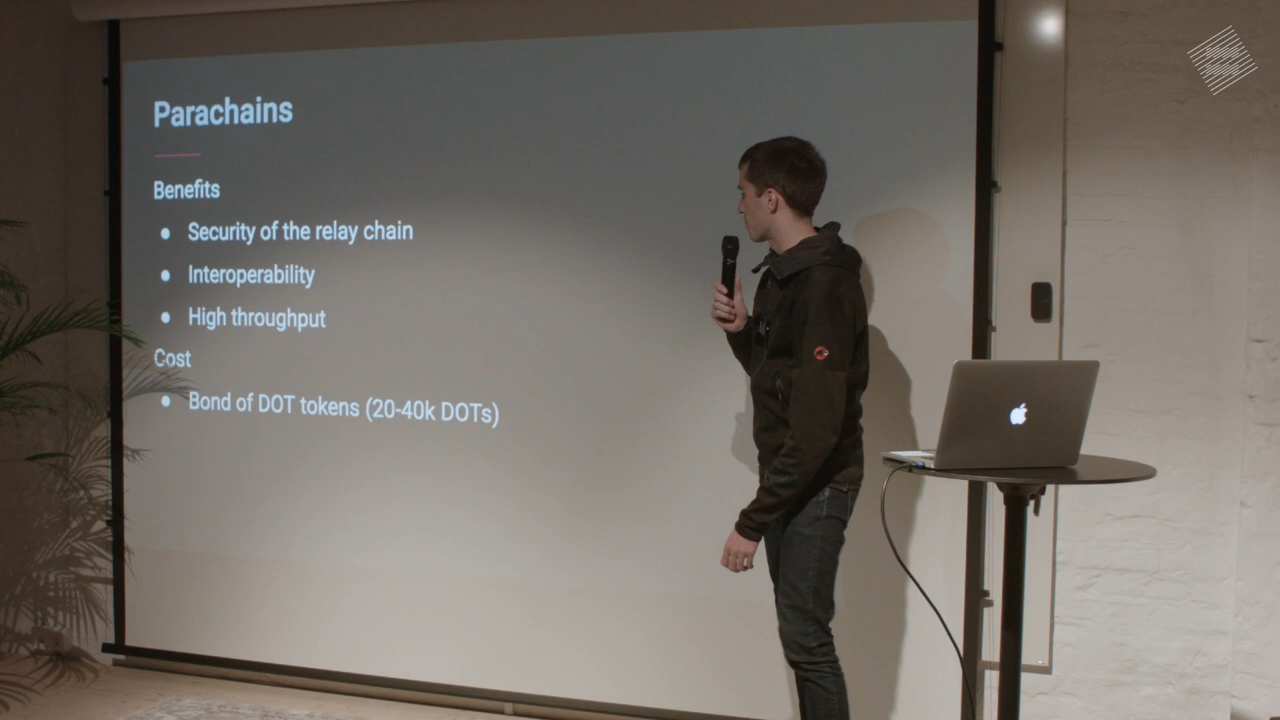 Parachains
Benefits
● Security of the relay chain
● Interoperability
● High throughput
Cost
● Bond of DOT tokens (20-40k DOTs)